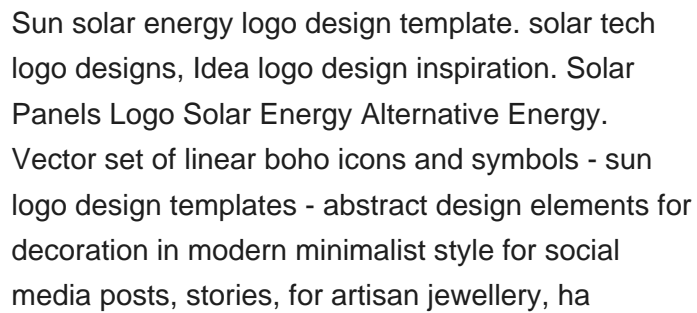 Sun solar energy logo design template. solar tech
logo designs, Idea logo design inspiration. Solar
Panels Logo Solar Energy Alternative Energy.
Vector set of linear boho icons and symbols - sun
logo design templates - abstract design elements for
decoration in modern minimalist style for social
media posts, stories, for artisan jewellery, ha